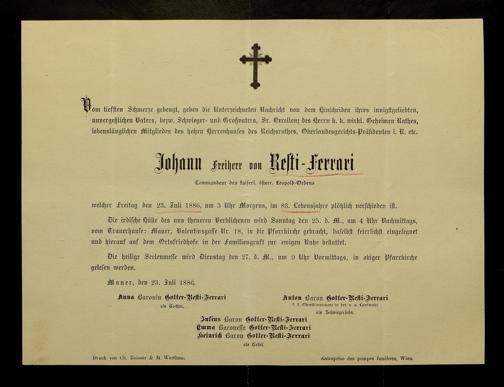 Vom tiefsten Schmerze gebeugt, geben die Unterzeichneten Nachricht von dem Hinscheiden ihres innigstgeliebten,
unvergeßlichen Vaters, bezw. Schwieger- und Großvaters, Sr. Excellenz des Herrn k. k. wirkl. Geheimen Rathes,
lebenslänglichen Mitgliedes des hohen Herrenhauses des Reichsrathes, Oberlandesgerichts-Präsidenten i. R. etc.
Johann Freiherr von Resti-Ferrari
Commandeur des kaiserl. österr. Leopold-Ordens
welcher Freitag den 23. Juli 1886, um 3 Uhr Morgens, im 83. Lebensjahre plötzlich verschieden ist.
Die irdische Hülle des uns theueren Verblichenen wird Sonntag den 25. d. M., um 4 Uhr Nachmittags,
vom Trauerhause: Mauer, Valentingasse Nr. 18, in die Pfarrkirche gebracht, daselbst feierlichst eingesegnet
und hierauf auf dem Ortsfriedhofe in der Familiengruft zur ewigen Ruhe bestattet.
Die heilige Seelenmesse wird Dienstag den 27. d. M., um 9 Uhr Vormittags, in obiger Pfarrkirche
gelesen werden.
Mauer, den 23. Juli 1886.
Anna Baronin Gotter-Resti-Ferrari
als Tochter.
Anton Baron Gotter-Resti-Ferrari
k. k. Oberstlieutenant in der n. a. Landwehr
als Schwiegersohn.
Julius Baron Gotter-Resti-Ferrari
Emma Baronesse Gotter-Resti-Ferrari
Heinrich Baron Gotter-Resti-Ferrari
als Enkel.
Druck von Ch. Reisser & M. Werthner.
Entreprise des pompes funèbres, Wien.